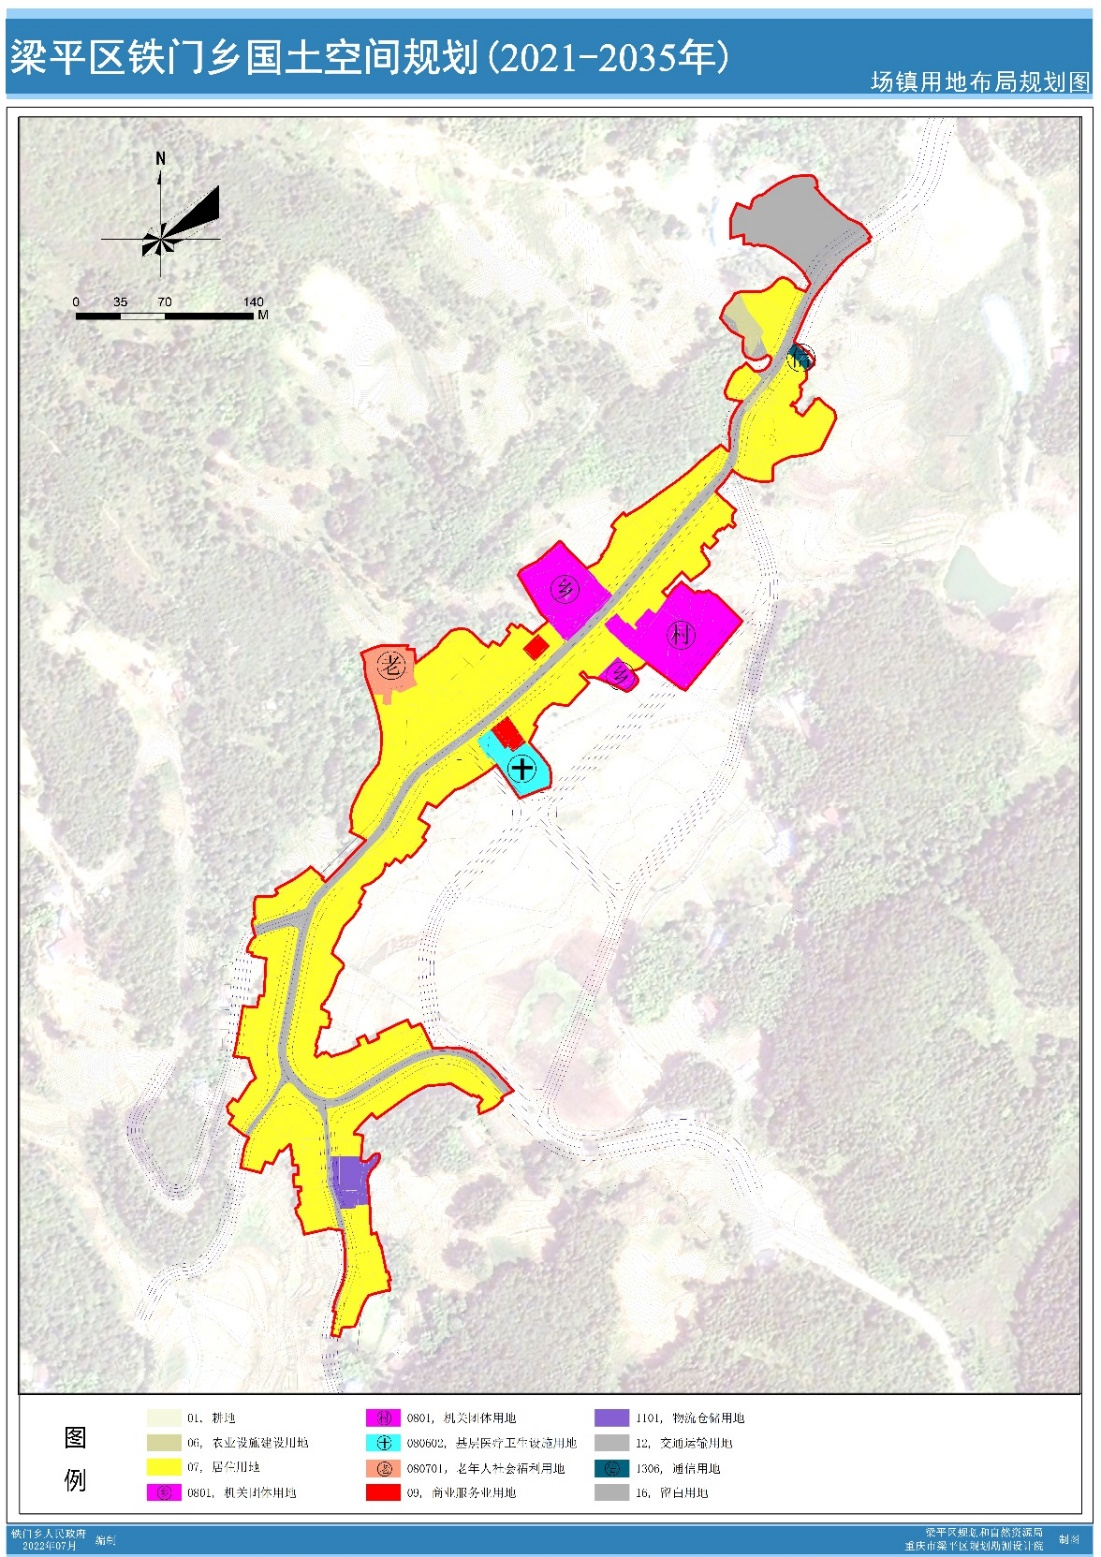 梁平区铁门乡国土空间规划(2021-2035年)
场镇用地布局规划图
N
0 35 70 140
M
信
乡
村
老
乡
图例
01, 耕地
06, 农业设施建设用地
07, 居住用地
乡 0801, 机关团体用地
村 0801, 机关团体用地
080602, 基层医疗卫生设施用地
老 080701, 老年人社会福利用地
09, 商业服务业用地
1101, 物流仓储用地
12, 交通运输用地
信 1306, 通信用地
16, 留白用地
铁门乡人民政府
2022年07月
编制
梁平区规划和自然资源局
重庆市梁平区规划勘测设计院
制图